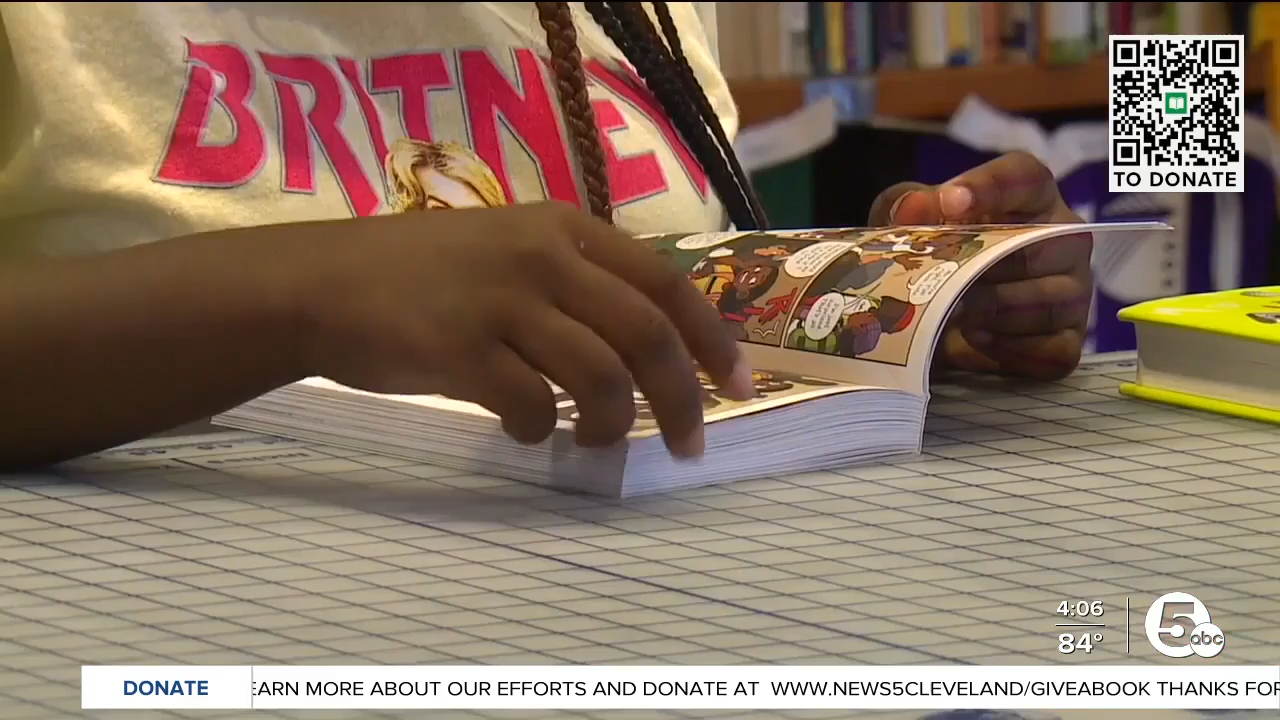 BRITNEY
TO DONATE
4:06
84°
5
abc
DONATE
EARN MORE ABOUT OUR EFFORTS AND DONATE AT WWW.NEWS5CLEVELAND/GIVEABOOK THANKS FOR